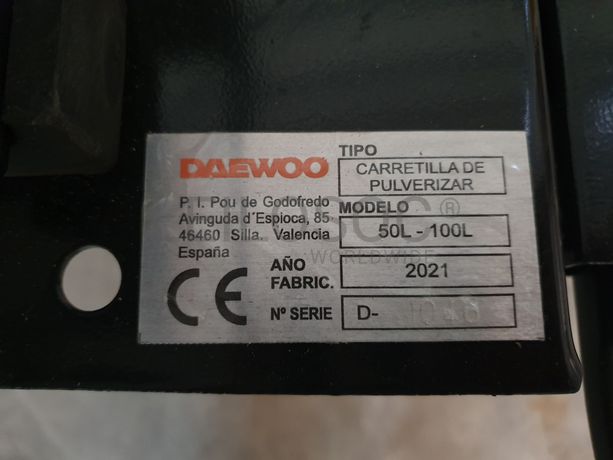 DAEWOO
P. I. Pou de Godofredo
Avinguda d´Espioca, 85
46460 Silla. Valencia
España
CE
TIPO
CARRETILLA DE
PULVERIZAR
MODELO
50L - 100L
AÑO
FABRIC.
2021
Nº SERIE
D-
®
WORLDWIDE